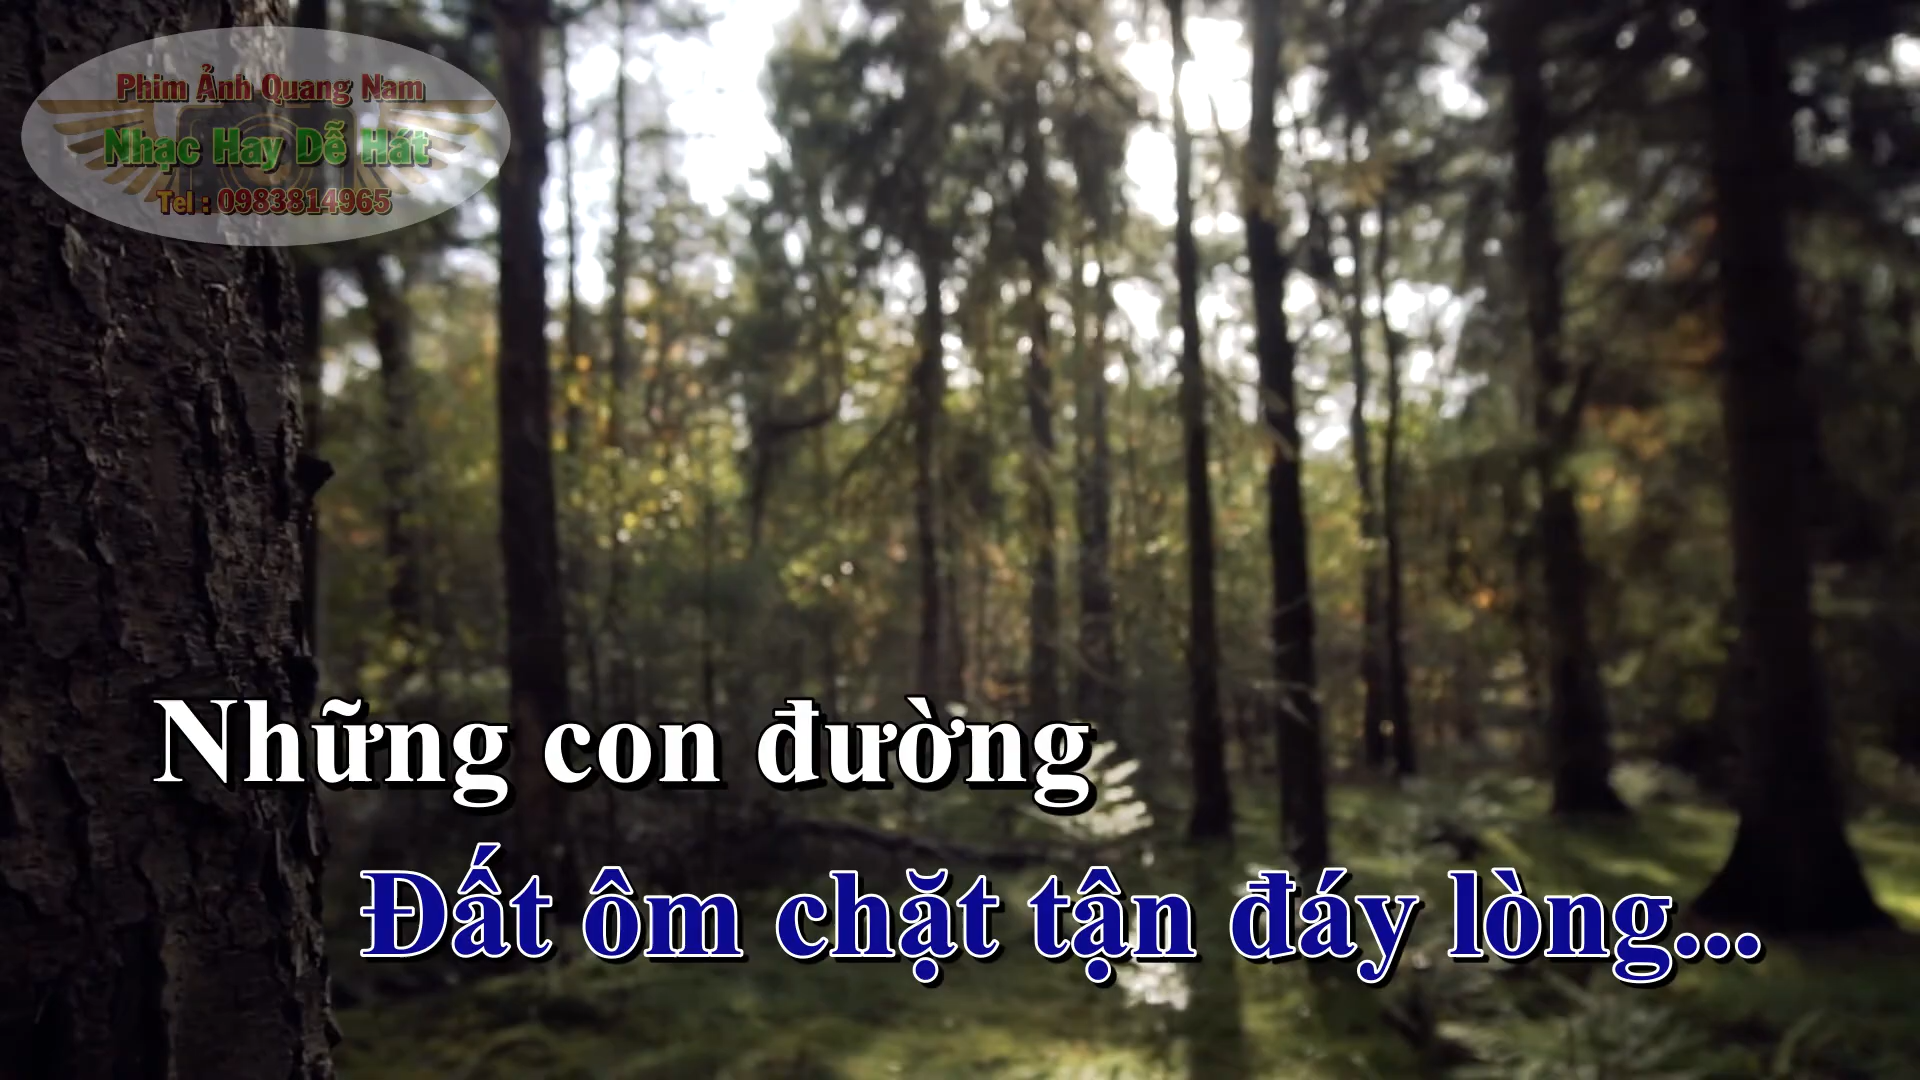 Phim Ảnh Quang Nam
Nhạc Hay Dễ Hát
Tel : 0983814965
Những con đường
Đất ôm chặt tận đáy lòng...